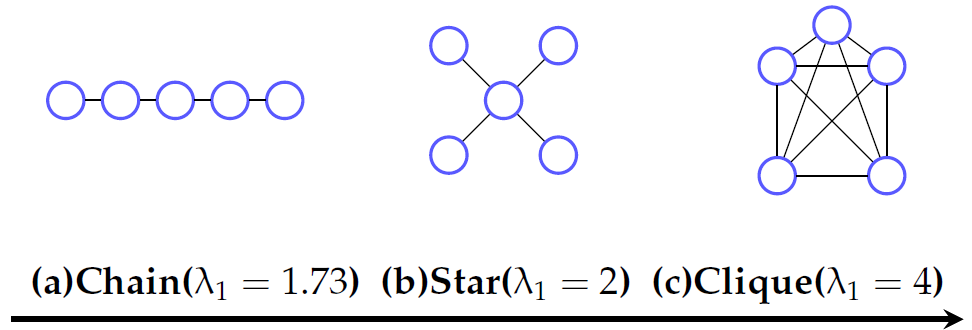 (a)Chain(λ₁ = 1.73) (b)Star(λ₁ = 2) (c)Clique(λ₁ = 4)